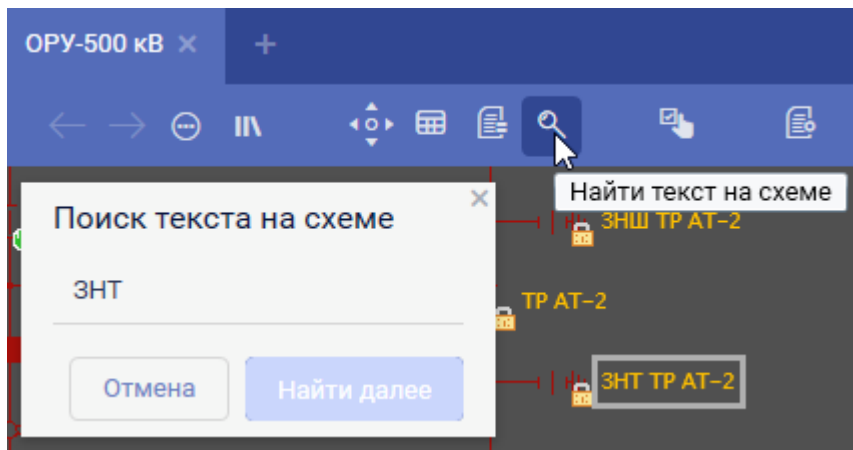 ОРУ-500 кВ
Найти текст на схеме
Поиск текста на схеме
ЗНТ
Отмена
Найти далее
ЗНШ ТР АТ-2
ТР АТ-2
ЗНТ ТР АТ-2